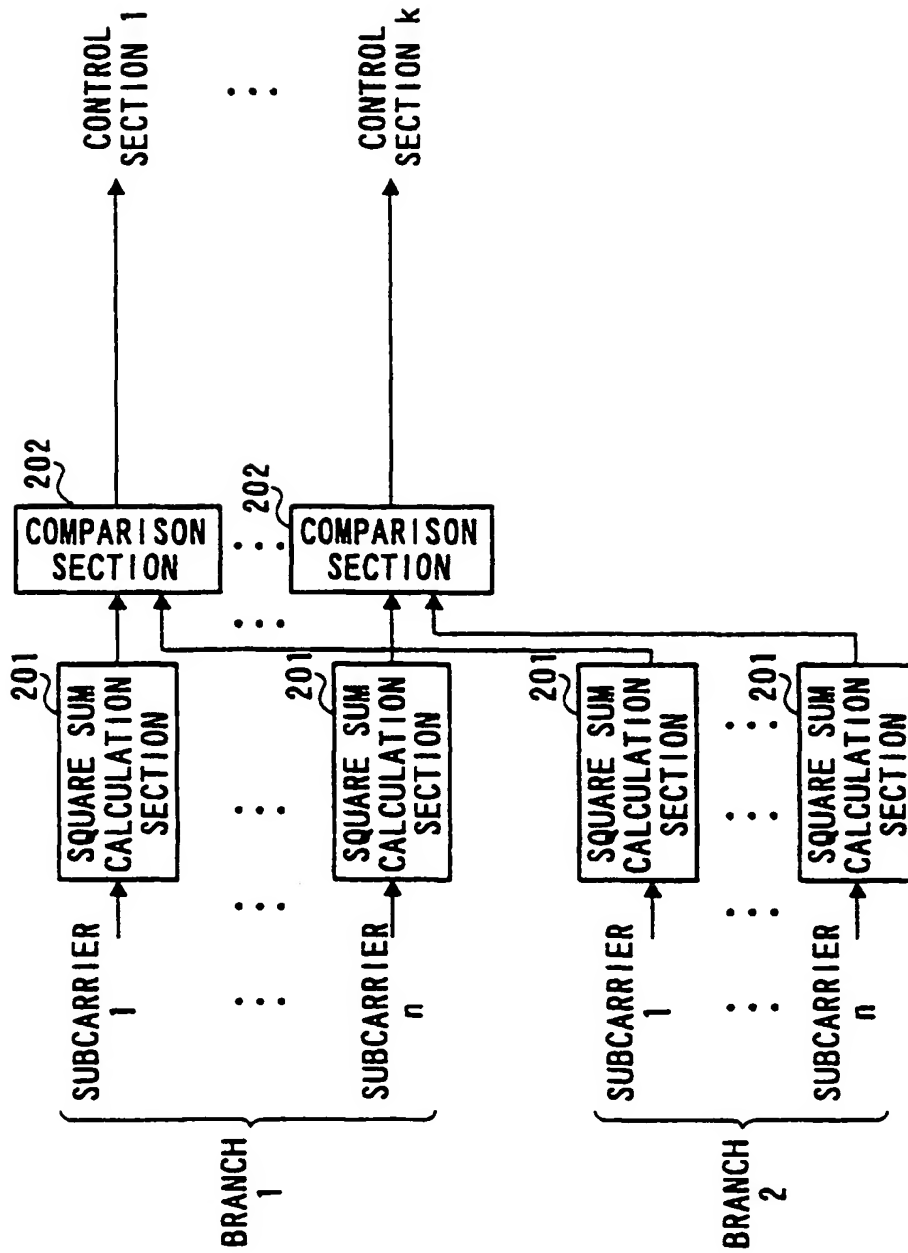 BRANCH
1
SUBCARRIER
1
...
SUBCARRIER
n
201
SQUARE SUM
CALCULATION
SECTION
...
...
201
SQUARE SUM
CALCULATION
SECTION
202
COMPARISON
SECTION
...
...
202
COMPARISON
SECTION
CONTROL
SECTION 1
...
CONTROL
SECTION k
BRANCH
2
SUBCARRIER
1
...
SUBCARRIER
n
201
SQUARE SUM
CALCULATION
SECTION
...
...
201
SQUARE SUM
CALCULATION
SECTION